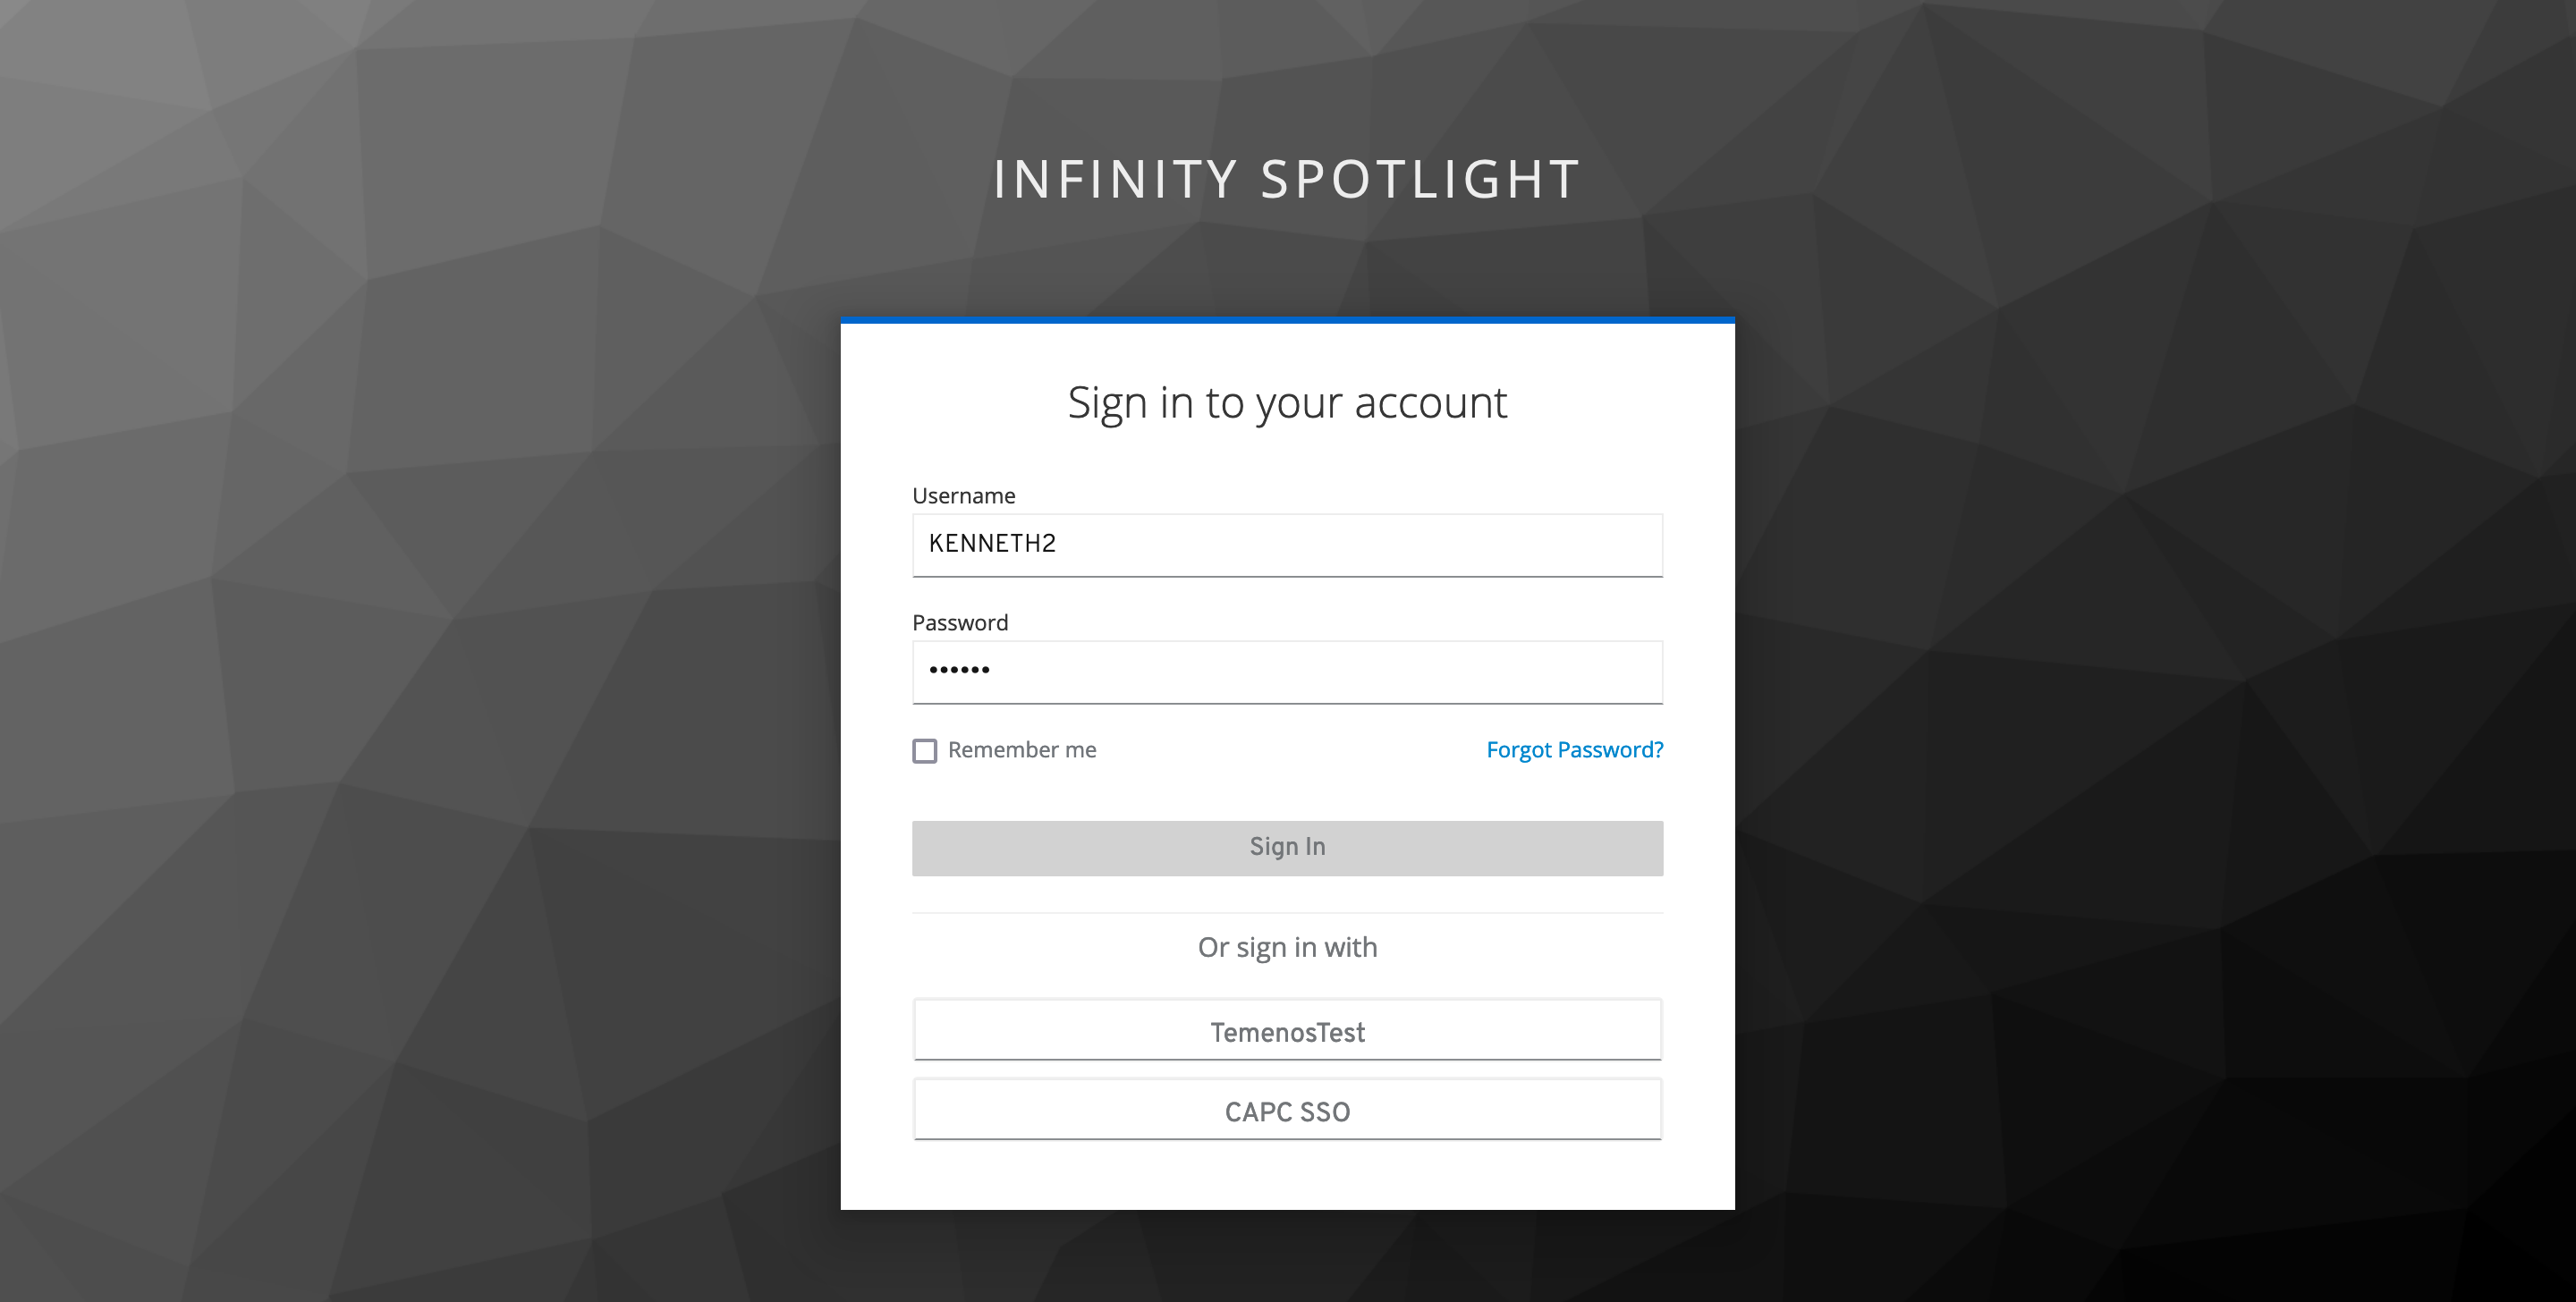 INFINITY SPOTLIGHT
Sign in to your account
Username
KENNETH2
Password
••••••
Remember me
Forgot Password?
Sign In
Or sign in with
TemenosTest
CAPC SSO